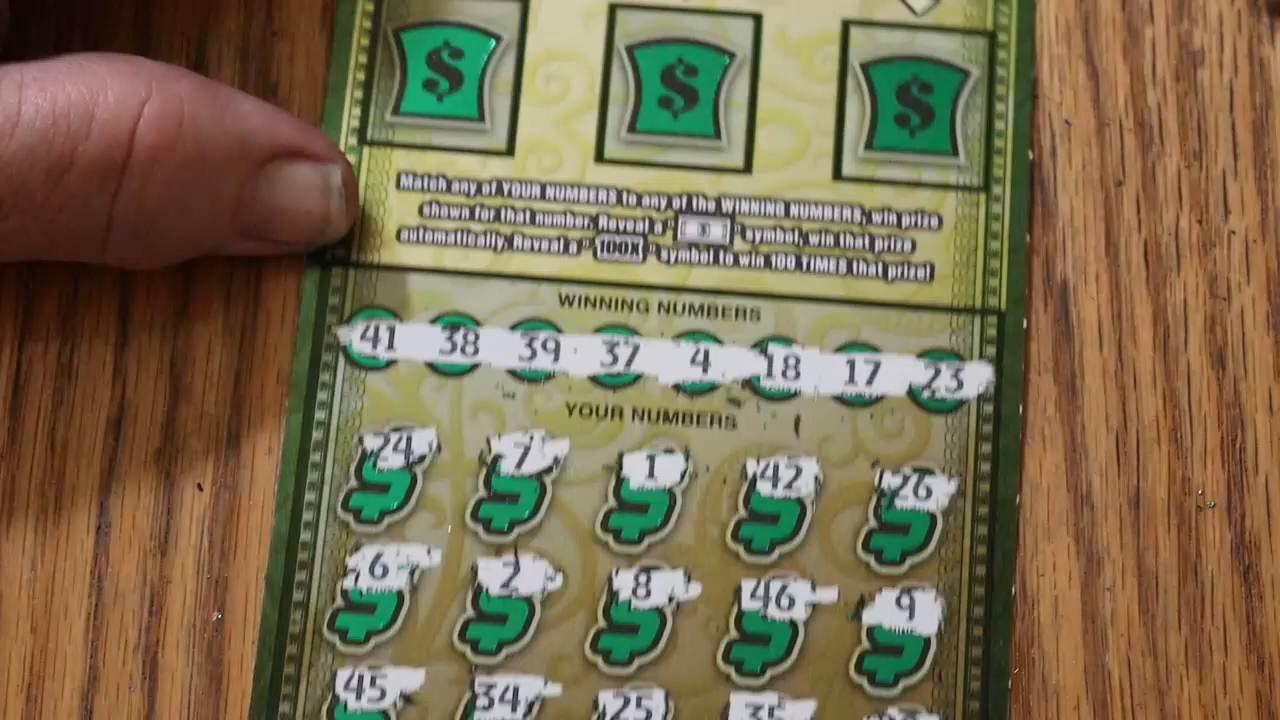 $ $ $
Match any of YOUR NUMBERS to any of the WINNING NUMBERS, win prize
shown for that number. Reveal a " $ " symbol, win that prize
automatically. Reveal a " 100X " symbol to win 100 TIMES that prize!
WINNING NUMBERS
41 38 39 37 4 18 17 23
YOUR NUMBERS
24 7 1 42 26
6 2 8 46 9
45 34 25 35